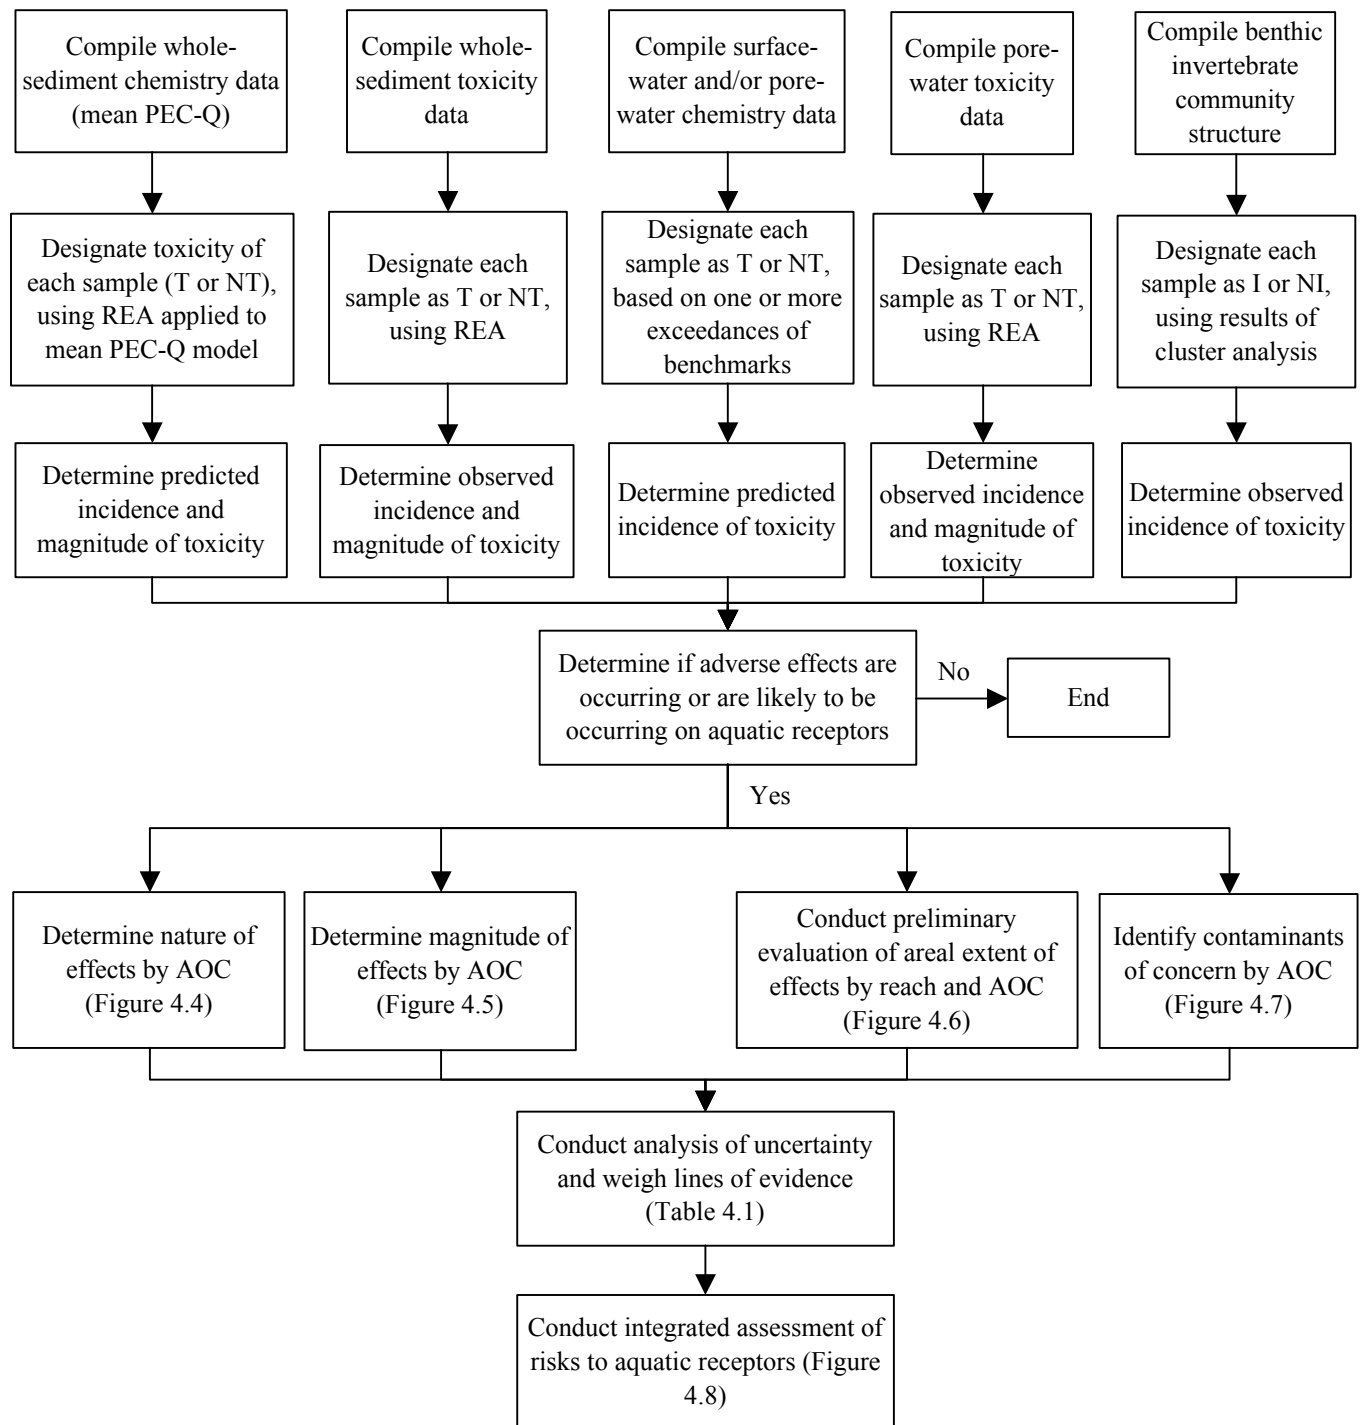 Compile whole-
sediment chemistry data
(mean PEC-Q)
Compile whole-
sediment toxicity
data
Compile surface-
water and/or pore-
water chemistry data
Compile pore-
water toxicity
data
Compile benthic
invertebrate
community
structure
Designate toxicity of
each sample (T or NT),
using REA applied to
mean PEC-Q model
Designate each
sample as T or NT,
using REA
Designate each
sample as T or NT,
based on one or more
exceedances of
benchmarks
Designate each
sample as T or NT,
using REA
Designate each
sample as I or NI,
using results of
cluster analysis
Determine predicted
incidence and
magnitude of toxicity
Determine observed
incidence and
magnitude of toxicity
Determine predicted
incidence of toxicity
Determine
observed incidence
and magnitude of
toxicity
Determine observed
incidence of toxicity
Determine if adverse effects are
occurring or are likely to be
occurring on aquatic receptors
No
End
Yes
Determine nature of
effects by AOC
(Figure 4.4)
Determine magnitude of
effects by AOC
(Figure 4.5)
Conduct preliminary
evaluation of areal extent of
effects by reach and AOC
(Figure 4.6)
Identify contaminants
of concern by AOC
(Figure 4.7)
Conduct analysis of uncertainty
and weigh lines of evidence
(Table 4.1)
Conduct integrated assessment of
risks to aquatic receptors (Figure
4.8)